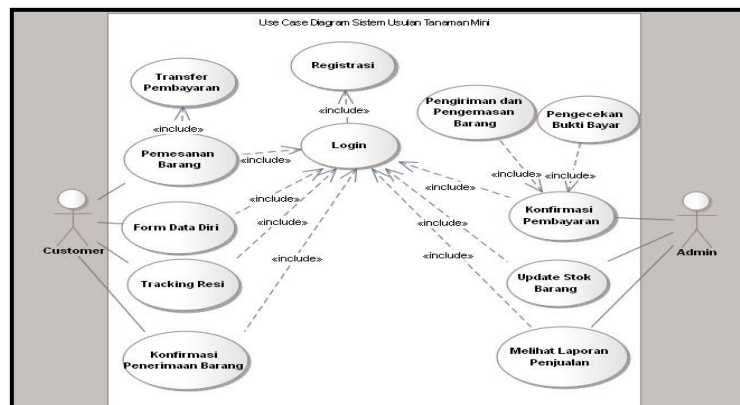 Use Case Diagram Sistem Usulan Tanaman Mini
Transfer
Pembayaran
Registrasi
Pengiriman dan
Pengemasan
Barang
Pengecekan
Bukti Bayar
«include»
«include»
Pemesanan
Barang
«include»
Login
«include»
«include»
«include»
Customer
Form Data Diri
«include»
«include»
Konfirmasi
Pembayaran
Admin
Tracking Resi
«include»
«include»
«include»
Update Stok
Barang
Konfirmasi
Penerimaan Barang
Melihat Laporan
Penjualan